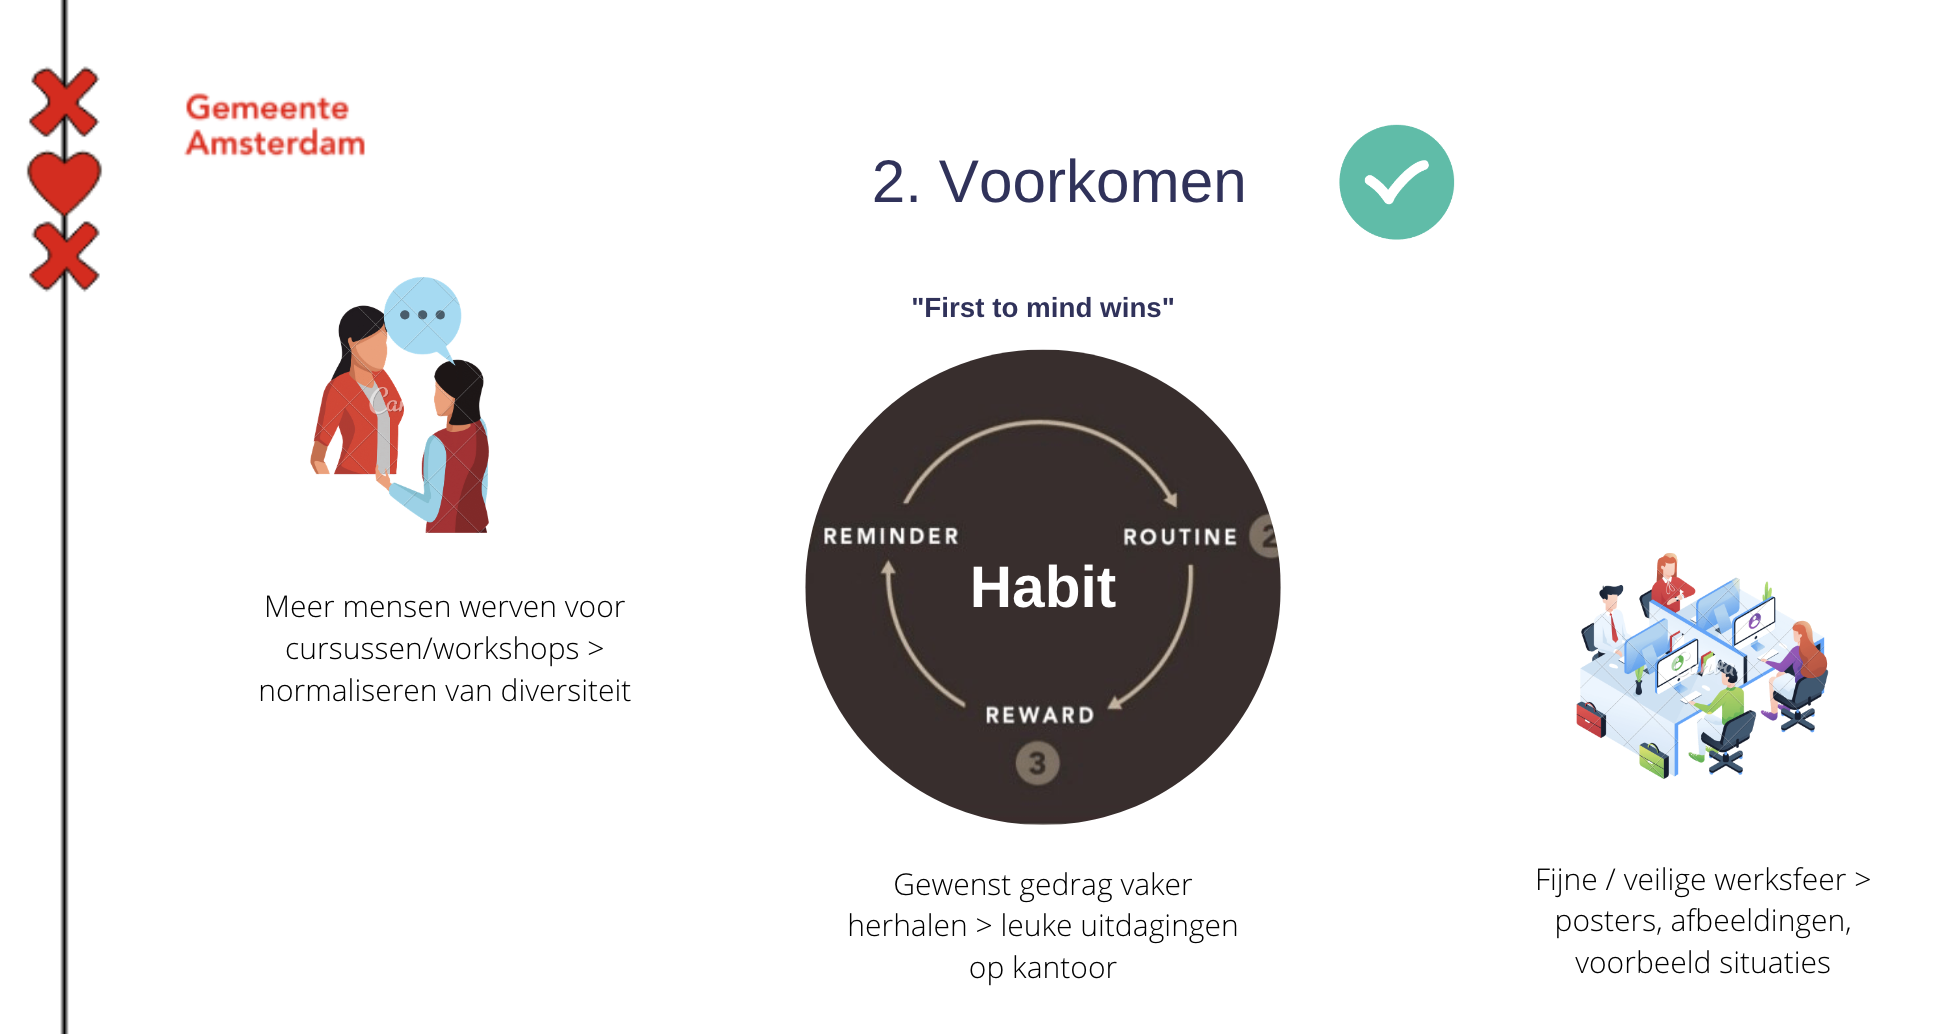 Gemeente
Amsterdam
2. Voorkomen
"First to mind wins"
REMINDER
ROUTINE 2
Habit
REWARD
3
Meer mensen werven voor
cursussen/workshops >
normaliseren van diversiteit
Gewenst gedrag vaker
herhalen > leuke uitdagingen
op kantoor
Fijne / veilige werksfeer >
posters, afbeeldingen,
voorbeeld situaties